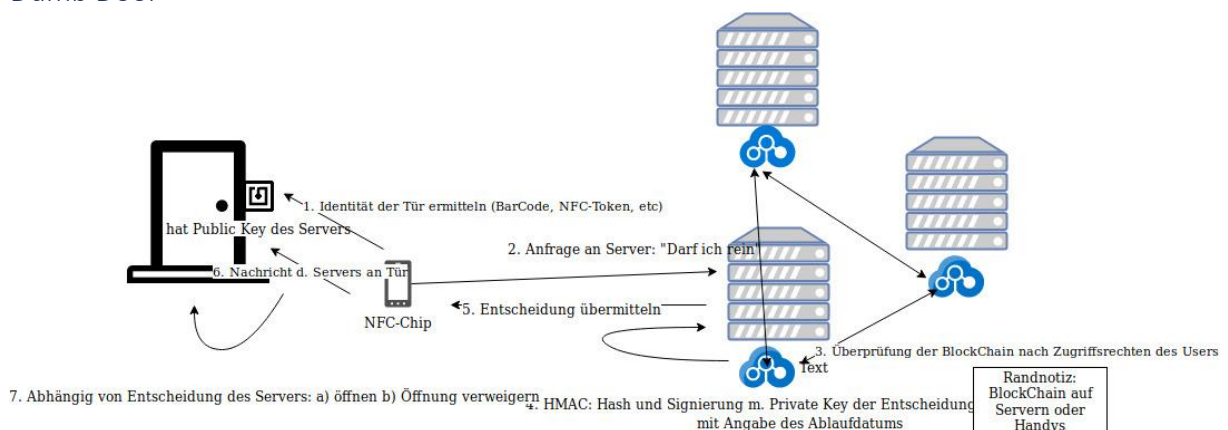 1. Identität der Tür ermitteln (BarCode, NFC-Token, etc)
hat Public Key des Servers
2. Anfrage an Server: "Darf ich rein"
6. Nachricht d. Servers an Tür
5. Entscheidung übermitteln
NFC-Chip
3. Überprüfung der BlockChain nach Zugriffsrechten des Users
Text
7. Abhängig von Entscheidung des Servers: a) öffnen b) Öffnung verweigern
4. HMAC: Hash und Signierung m. Private Key der Entscheidung
mit Angabe des Ablaufdatums
Randnotiz:
BlockChain auf
Servern oder
Handys